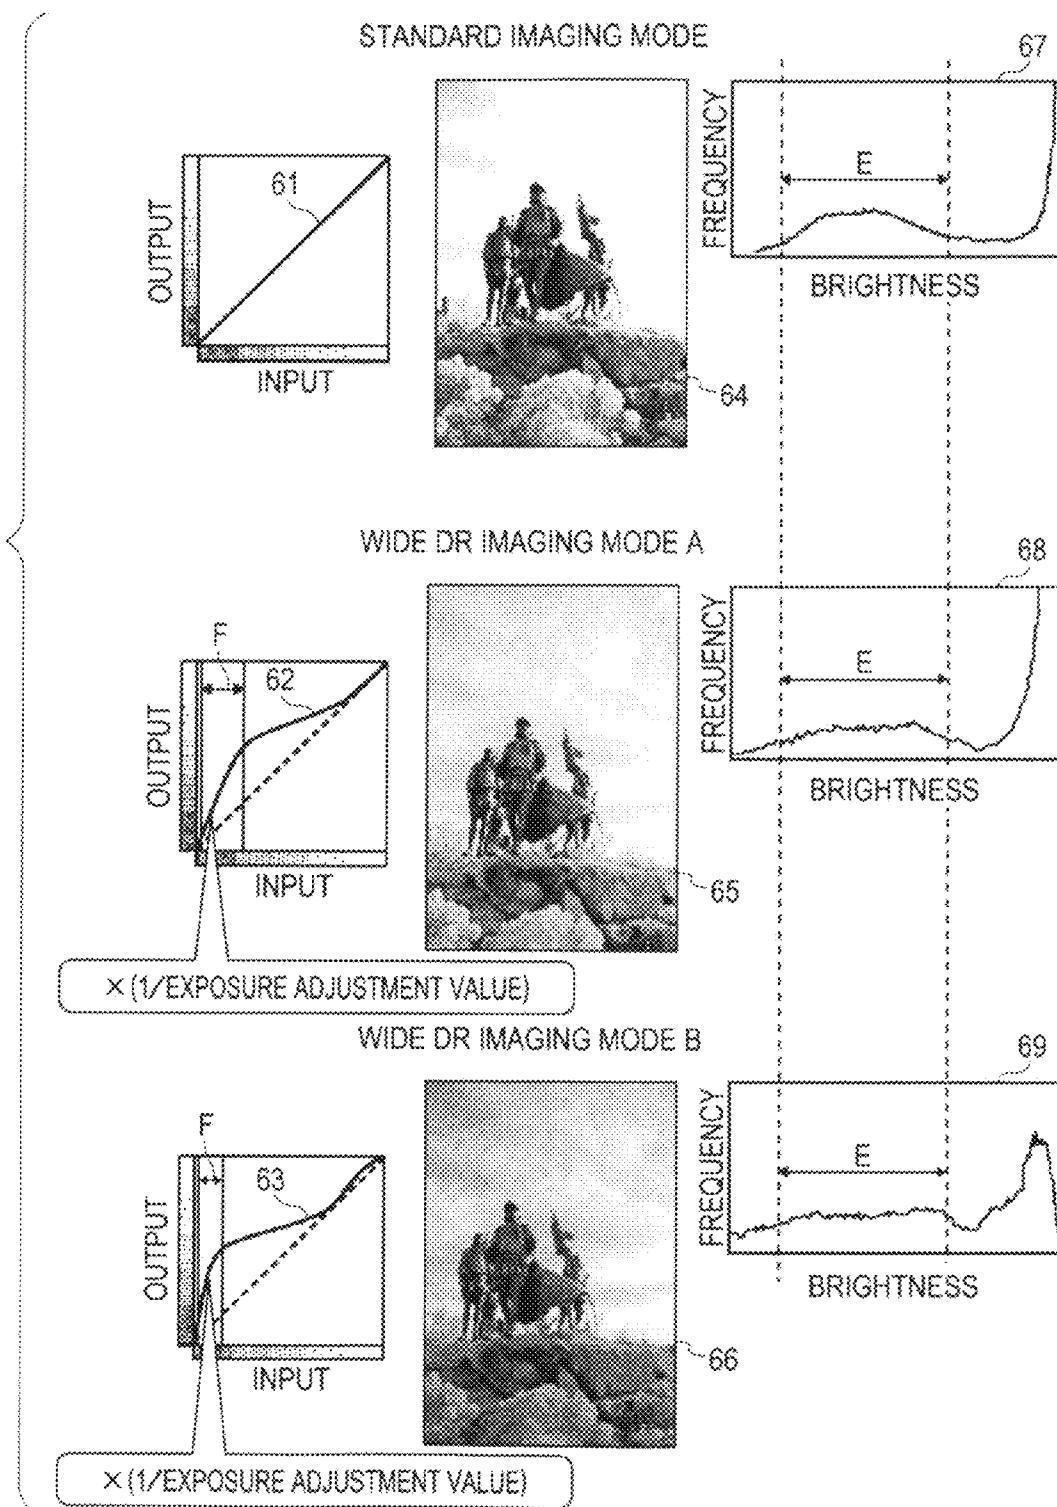 STANDARD IMAGING MODE
67
FREQUENCY
E
BRIGHTNESS
61
OUTPUT
INPUT
64
WIDE DR IMAGING MODE A
68
FREQUENCY
E
BRIGHTNESS
F
62
OUTPUT
INPUT
65
×(1/EXPOSURE ADJUSTMENT VALUE)
WIDE DR IMAGING MODE B
69
FREQUENCY
E
BRIGHTNESS
F
63
OUTPUT
INPUT
66
×(1/EXPOSURE ADJUSTMENT VALUE)